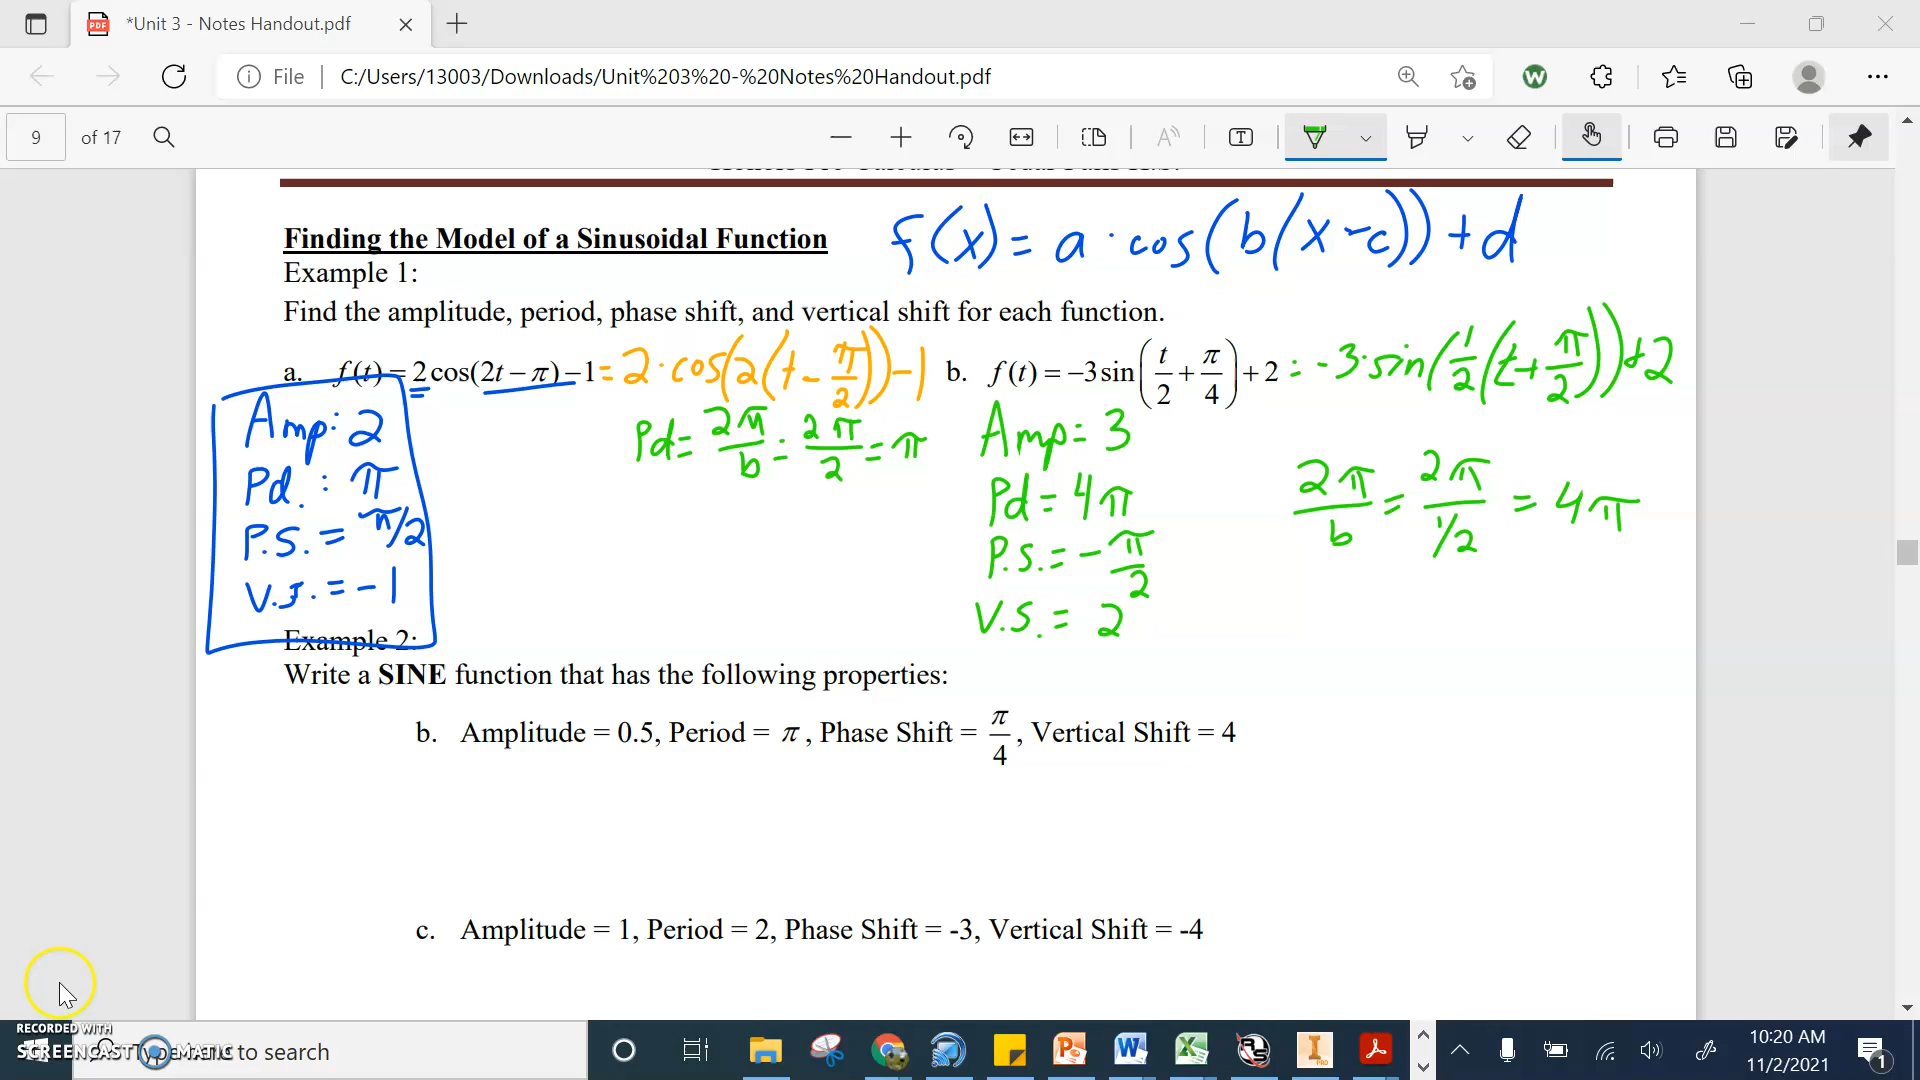 *Unit 3 - Notes Handout.pdf
File | C:/Users/13003/Downloads/Unit%203%20-%20Notes%20Handout.pdf
9 of 17
Finding the Model of a Sinusoidal Function
f(x) = a · cos(b(x-c)) + d
Example 1:
Find the amplitude, period, phase shift, and vertical shift for each function.
a. f(t) = 2cos(2t − π) − 1 = 2·cos(2(t - π/2)) - 1
b. f(t) = −3sin(t/2 + π/4) + 2 = -3·sin(1/2(t + π/2)) + 2
Amp: 2
Pd. : π
P.S. = π/2
V.S. = -1
Pd = 2π/b = 2π/2 = π
Amp = 3
Pd = 4π
P.S. = -π/2
V.S. = 2
2π/b = 2π/1/2 = 4π
Example 2:
Write a SINE function that has the following properties:
b. Amplitude = 0.5, Period = π, Phase Shift = π/4, Vertical Shift = 4
c. Amplitude = 1, Period = 2, Phase Shift = -3, Vertical Shift = -4
RECORDED WITH
SCREENCAST MATIC
Type here to search
10:20 AM
11/2/2021
1